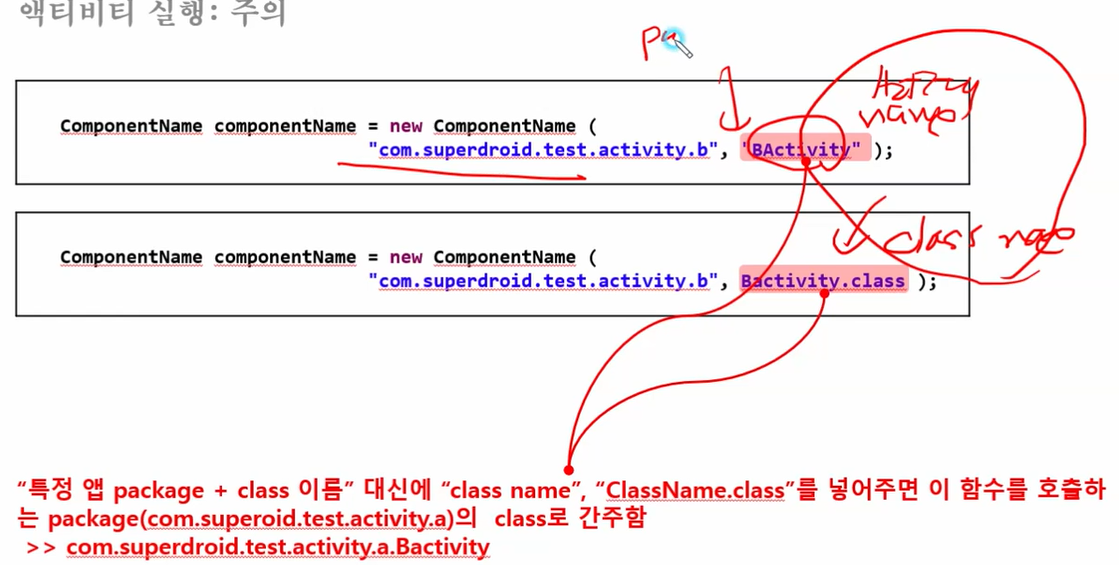 액티비티 실행: 주의
pa
ComponentName componentName = new ComponentName (
"com.superdroid.test.activity.b", "BActivity" );
name
ComponentName componentName = new ComponentName (
class
"com.superdroid.test.activity.b", Bactivity.class );
“특정 앱 package + class 이름” 대신에 “class name”, “ClassName.class”를 넣어주면 이 함수를 호출하
는 package(com.superoid.test.activity.a)의 class로 간주함
>> com.superdroid.test.activity.a.Bactivity